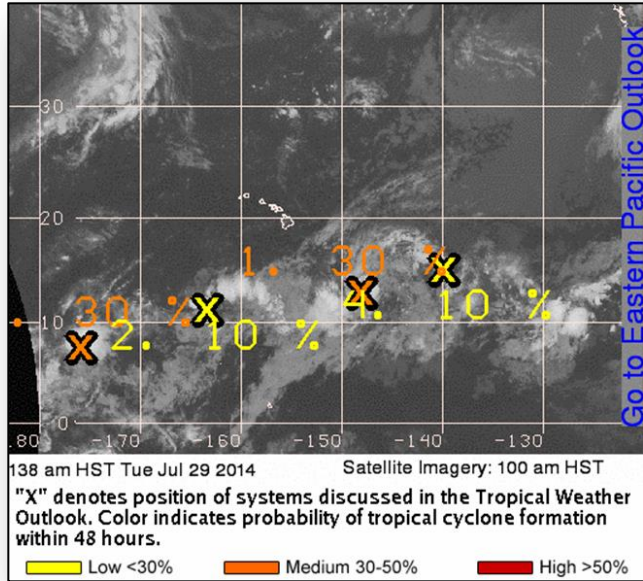 30
20
1. 30 %
30 % 4. 10 %
10 2. 10 %
0
.80 -170 -160 -150 -140 -130
Go to Eastern Pacific Outlook
138 am HST Tue Jul 29 2014 Satellite Imagery: 100 am HST
"X" denotes position of systems discussed in the Tropical Weather
Outlook. Color indicates probability of tropical cyclone formation
within 48 hours.
Low <30% Medium 30-50% High >50%